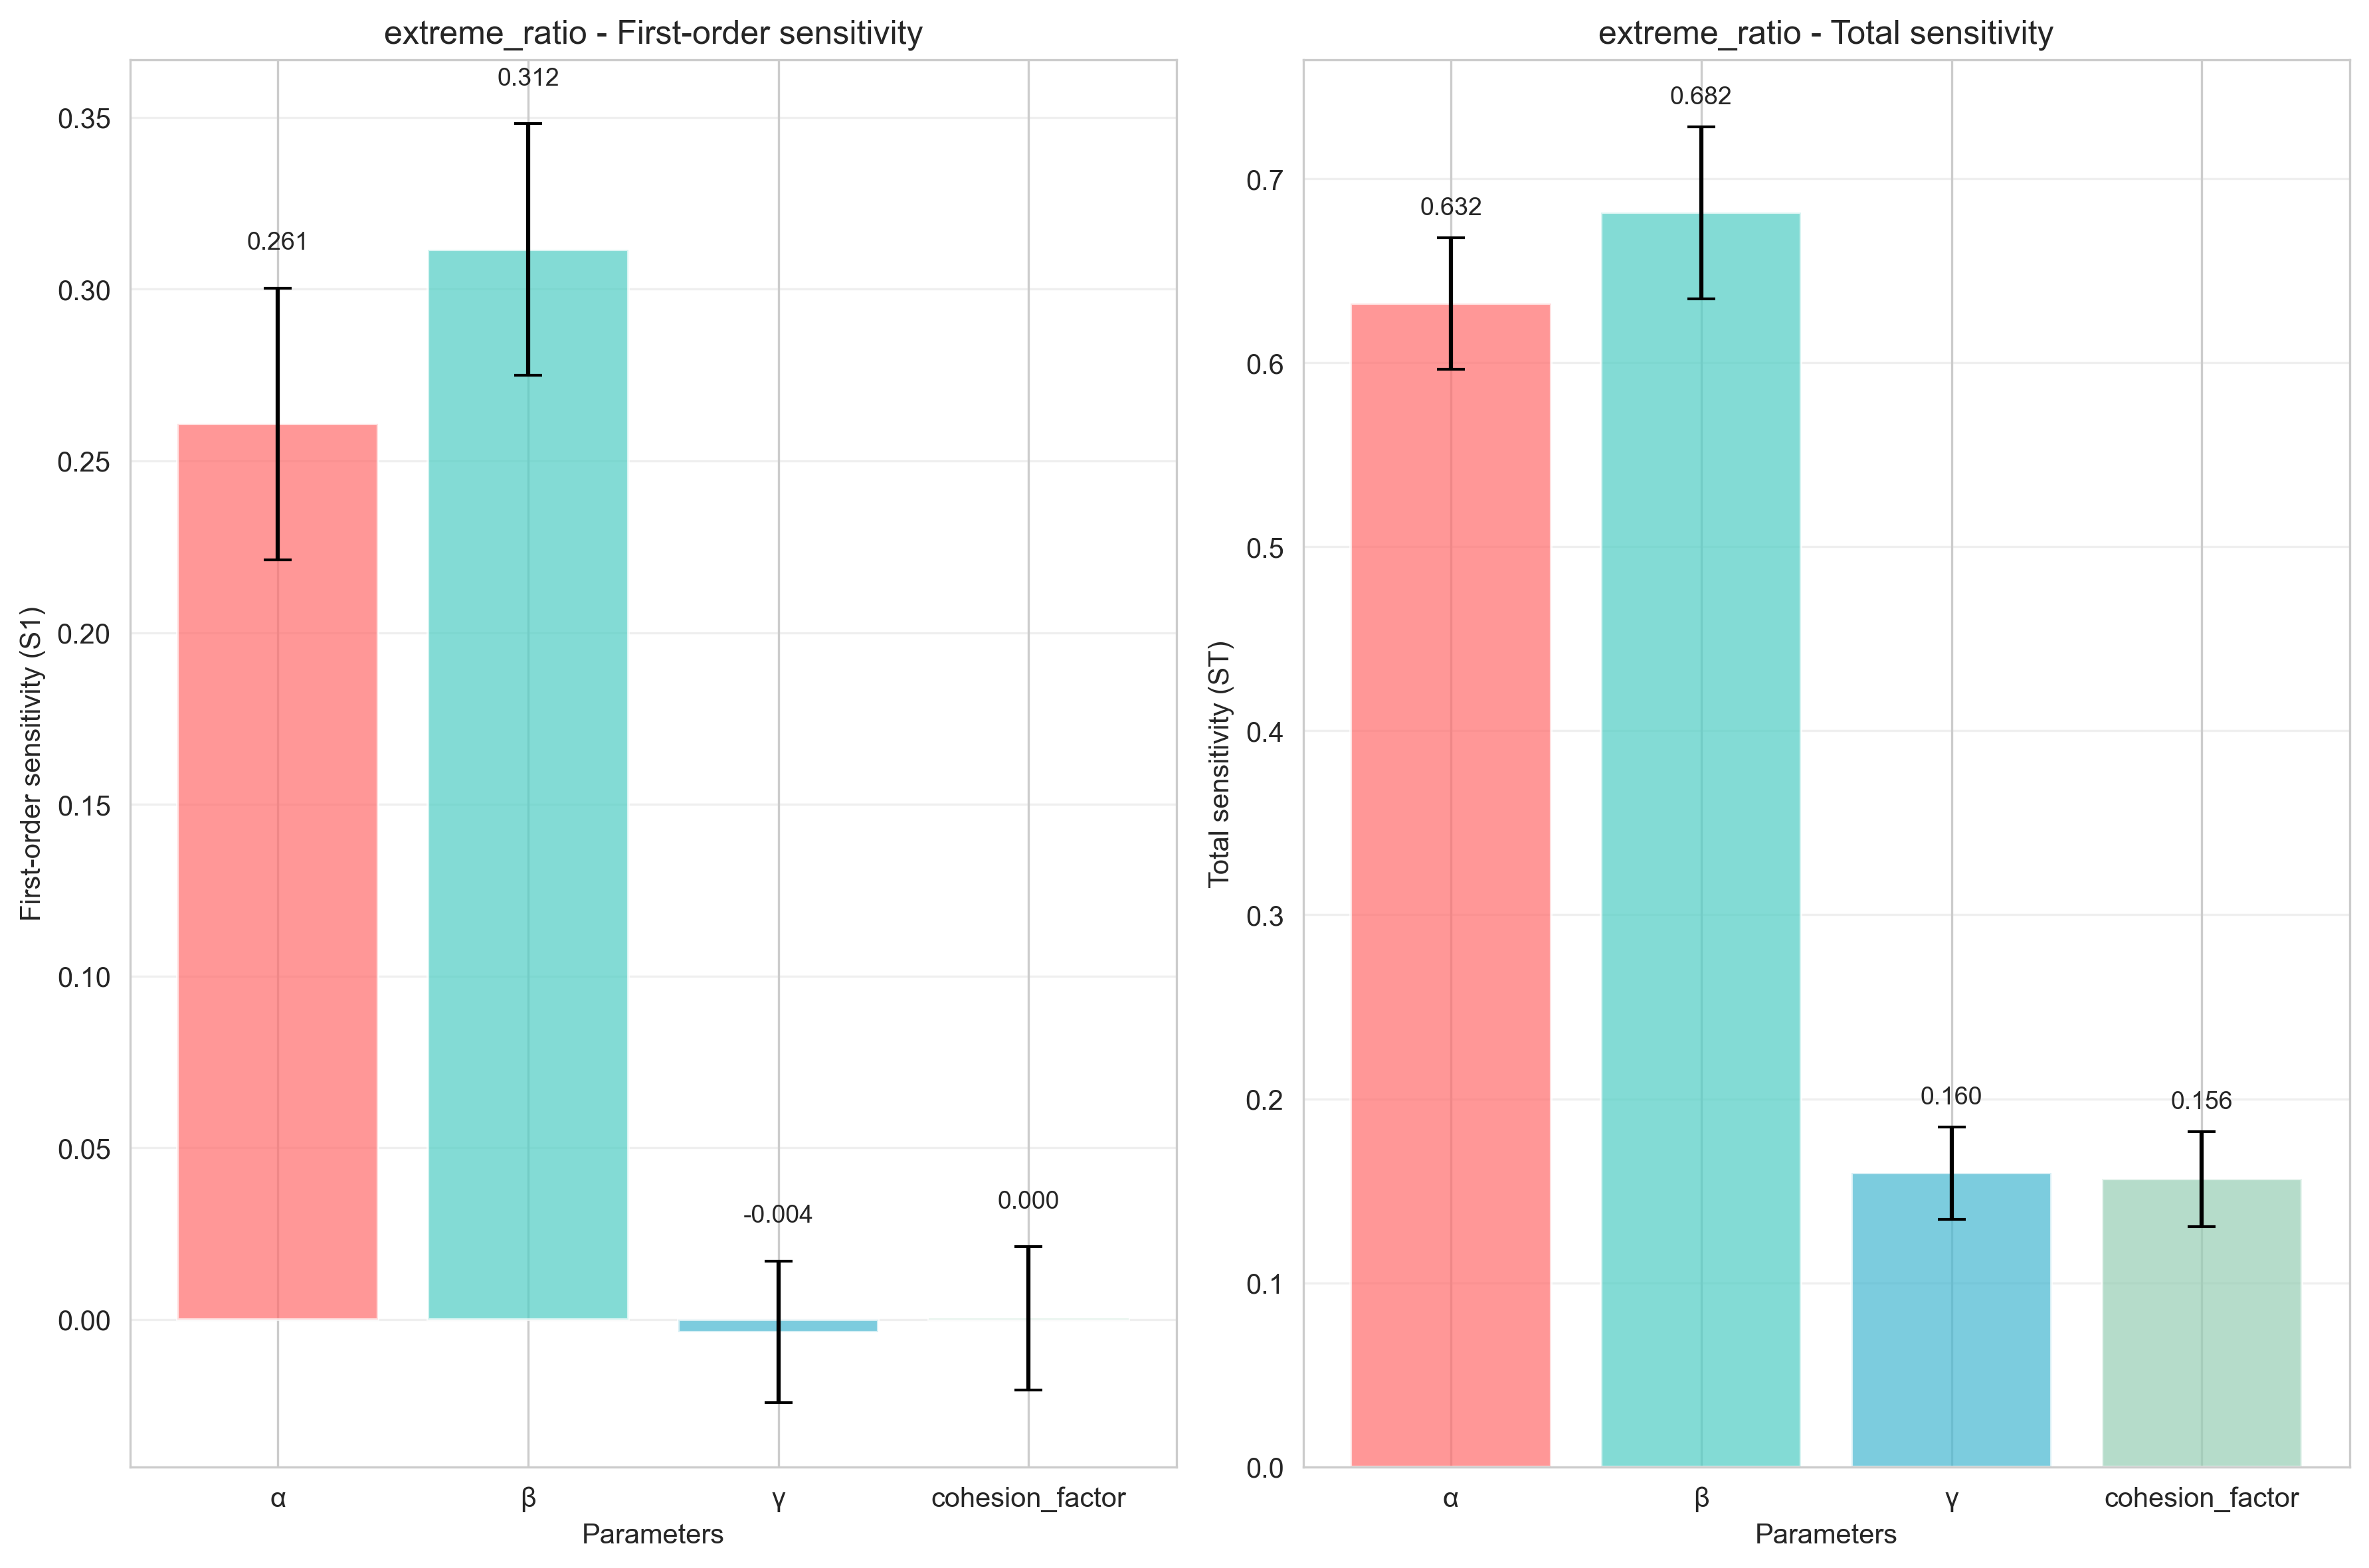 extreme_ratio - First-order sensitivity
First-order sensitivity (S1)
0.35
0.30
0.25
0.20
0.15
0.10
0.05
0.00
0.261
0.312
-0.004
0.000
α
β
γ
cohesion_factor
Parameters
extreme_ratio - Total sensitivity
Total sensitivity (ST)
0.7
0.6
0.5
0.4
0.3
0.2
0.1
0.0
0.632
0.682
0.160
0.156
α
β
γ
cohesion_factor
Parameters